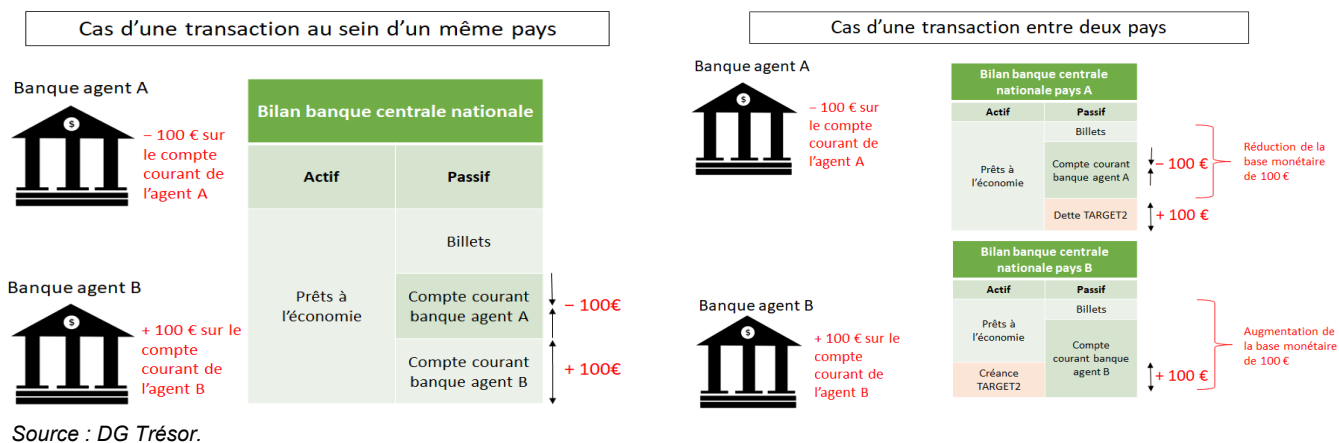 Cas d'une transaction au sein d'un même pays
Banque agent A
$
– 100 € sur
le compte
courant de
l'agent A
Banque agent B
$
+ 100 € sur le
compte
courant de
l'agent B
Bilan banque centrale nationale
Actif
Passif
Prêts à
l'économie
Billets
Compte courant
banque agent A
– 100€
Compte courant
banque agent B
+ 100€
Cas d'une transaction entre deux pays
Banque agent A
$
– 100 € sur
le compte
courant de
l'agent A
Bilan banque centrale
nationale pays A
Actif
Passif
Prêts à
l'économie
Billets
Compte courant
banque agent A
– 100 €
Dette TARGET2
+ 100 €
Réduction de la
base monétaire
de 100 €
Banque agent B
$
+ 100 € sur le
compte
courant de
l'agent B
Bilan banque centrale
nationale pays B
Actif
Passif
Prêts à
l'économie
Créance
TARGET2
Billets
Compte
courant banque
agent B
+ 100 €
Augmentation de
la base monétaire
de 100 €
Source : DG Trésor.